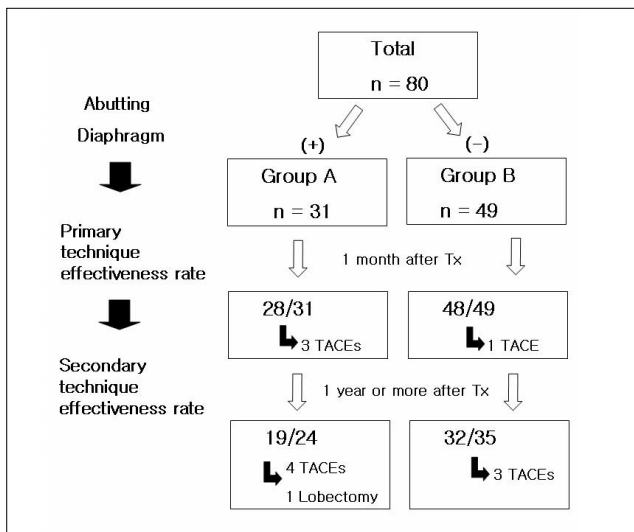 Total
n = 80
Abutting
Diaphragm
(+)
(−)
Group A
n = 31
Group B
n = 49
Primary
technique
effectiveness rate
1 month after Tx
28/31
3 TACEs
48/49
1 TACE
Secondary
technique
effectiveness rate
1 year or more after Tx
19/24
4 TACEs
1 Lobectomy
32/35
3 TACEs